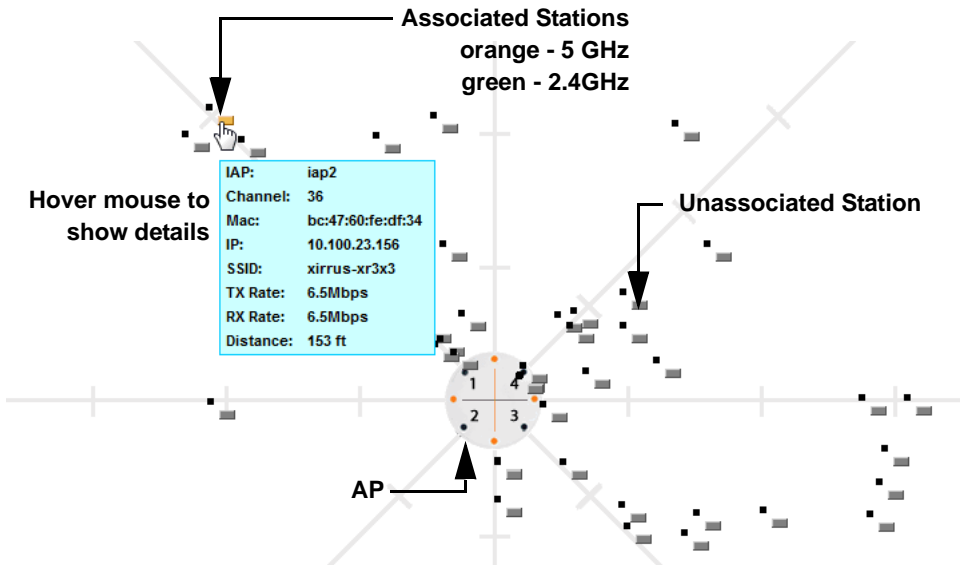 Associated Stations
orange - 5 GHz
green - 2.4GHz
Hover mouse to
show details
IAP: iap2
Channel: 36
Mac: bc:47:60:fe:df:34
IP: 10.100.23.156
SSID: xirrus-xr3x3
TX Rate: 6.5Mbps
RX Rate: 6.5Mbps
Distance: 153 ft
Unassociated Station
1 4
2 3
AP